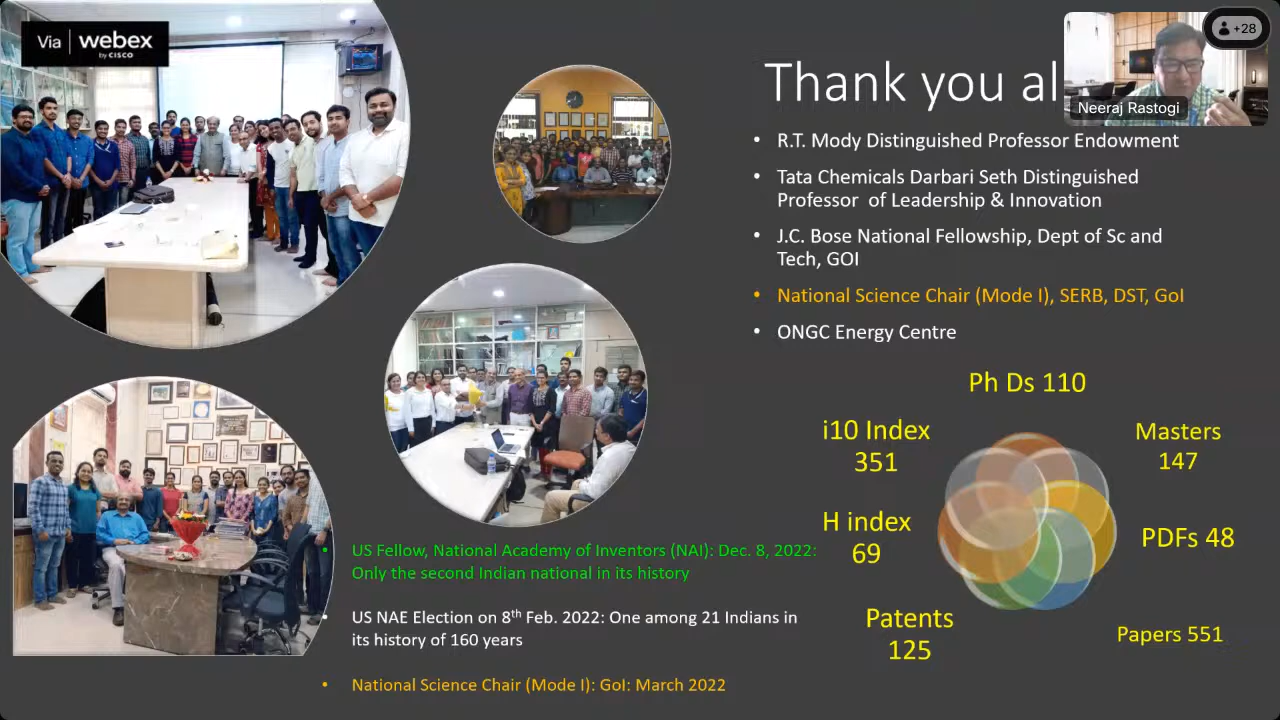 Via webex
by CISCO
+28
Neeraj Rastogi
Thank you al
• R.T. Mody Distinguished Professor Endowment
• Tata Chemicals Darbari Seth Distinguished
Professor of Leadership & Innovation
• J.C. Bose National Fellowship, Dept of Sc and
Tech, GOI
• National Science Chair (Mode I), SERB, DST, GoI
• ONGC Energy Centre
Ph Ds 110
i10 Index
351
Masters
147
H index
69
PDFs 48
Patents
125
Papers 551
• US Fellow, National Academy of Inventors (NAI): Dec. 8, 2022:
Only the second Indian national in its history
• US NAE Election on 8th Feb. 2022: One among 21 Indians in
its history of 160 years
• National Science Chair (Mode I): GoI: March 2022